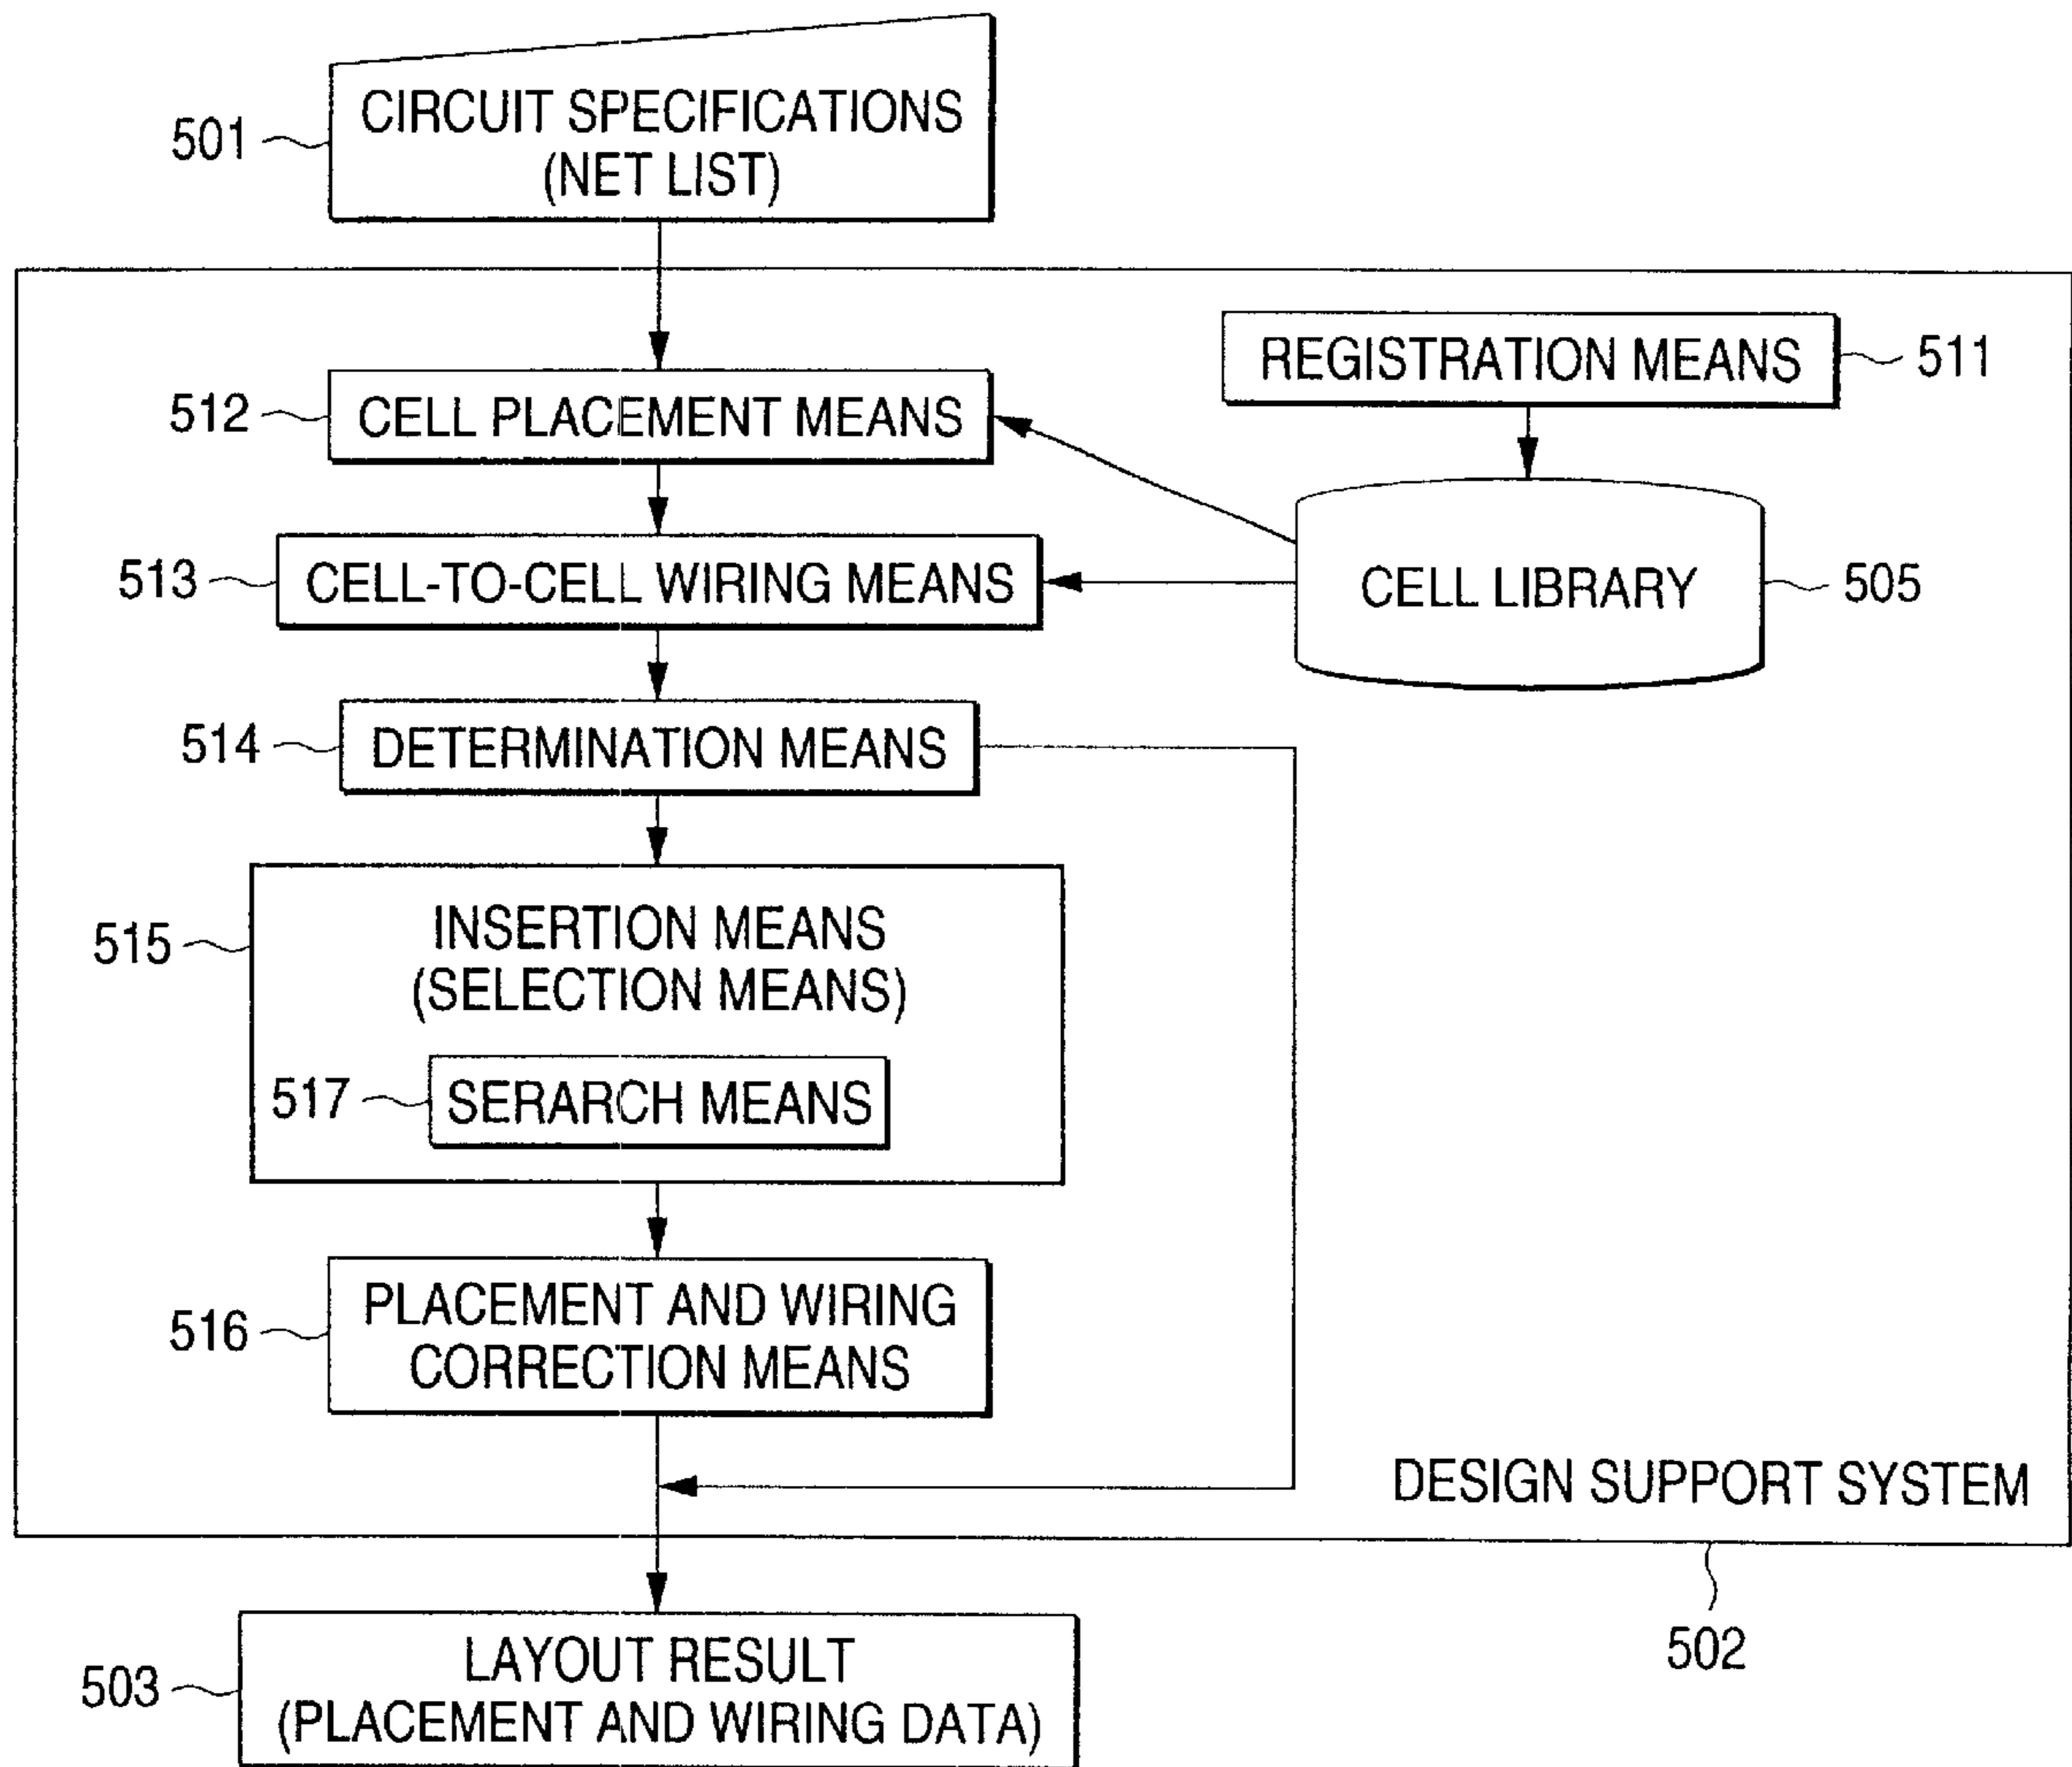 CIRCUIT SPECIFICATIONS
(NET LIST)
501
REGISTRATION MEANS
511
512
CELL PLACEMENT MEANS
513
CELL-TO-CELL WIRING MEANS
CELL LIBRARY
505
514
DETERMINATION MEANS
515
INSERTION MEANS
(SELECTION MEANS)
517
SERARCH MEANS
516
PLACEMENT AND WIRING
CORRECTION MEANS
DESIGN SUPPORT SYSTEM
502
503
LAYOUT RESULT
(PLACEMENT AND WIRING DATA)